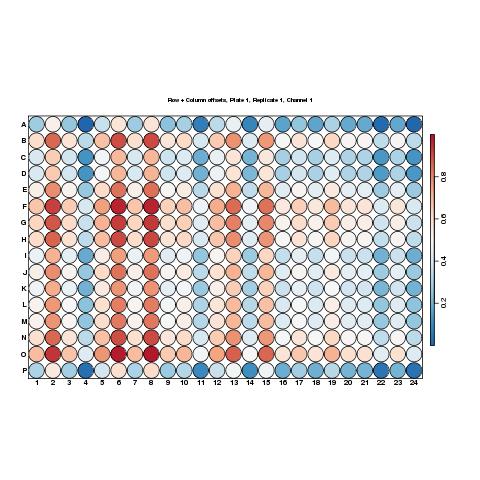 Row + Column offsets, Plate 1, Replicate 1, Channel 1
A
B
C
D
E
F
G
H
I
J
K
L
M
N
O
P
1 2 3 4 5 6 7 8 9 10 11 12 13 14 15 16 17 18 19 20 21 22 23 24
0.8
0.6
0.4
0.2